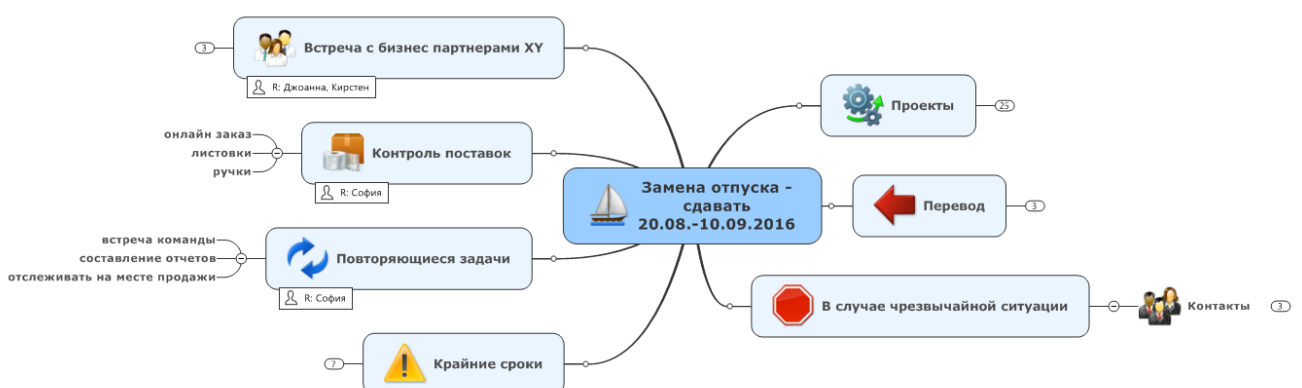 3
Встреча с бизнес партнерами XY
R: Джоанна, Кирстен
онлайн заказ
листовки
ручки
Контроль поставок
R: София
встреча команды
составление отчетов
отслеживать на месте продажи
Повторяющиеся задачи
R: София
7
Крайние сроки
Замена отпуска -
сдавать
20.08.-10.09.2016
Проекты
25
Перевод
3
В случае чрезвычайной ситуации
Контакты
3